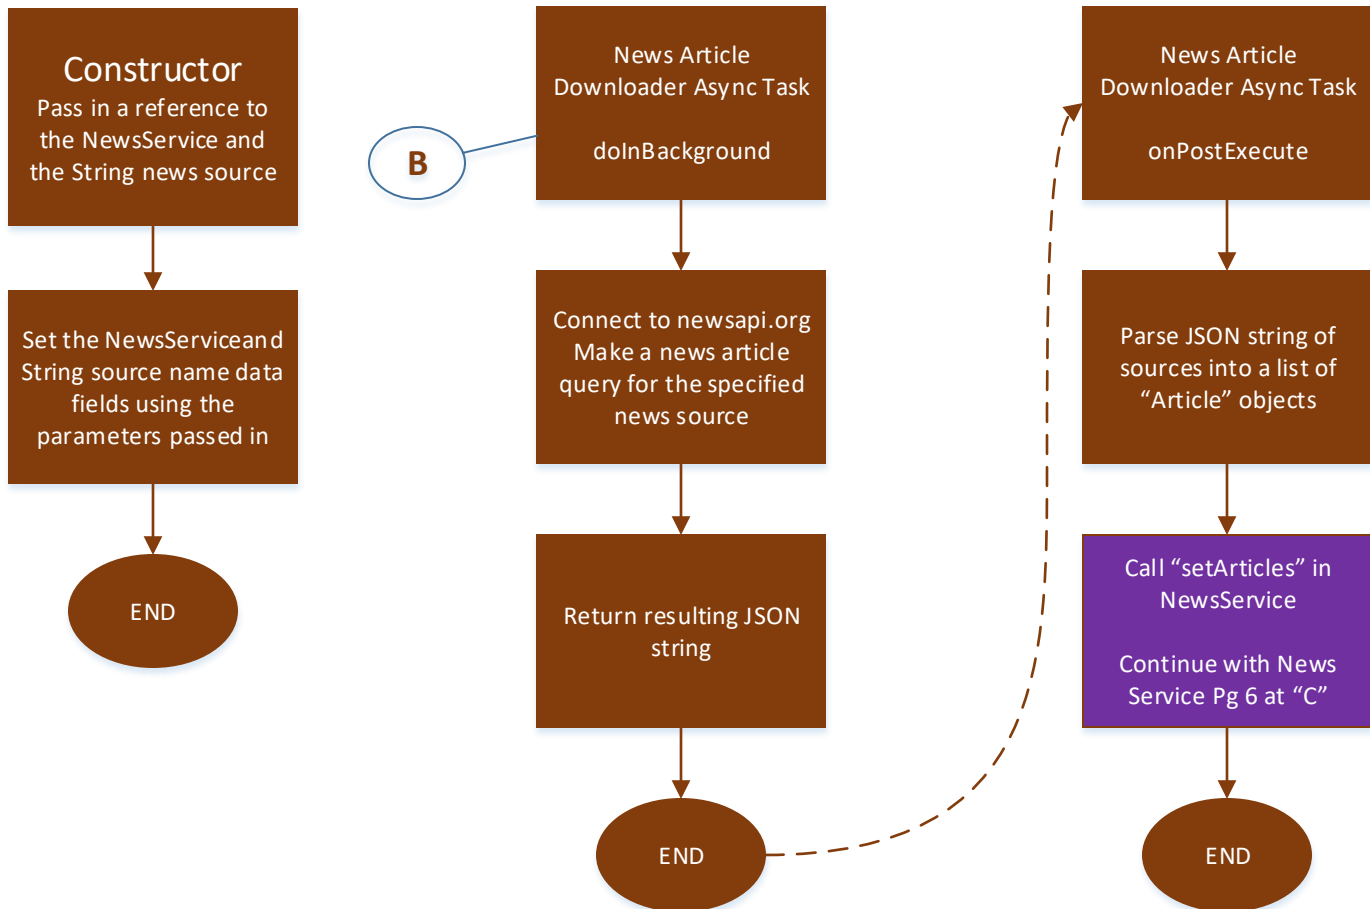 Constructor
Pass in a reference to
the NewsService and
the String news source
Set the NewsServiceand
String source name data
fields using the
parameters passed in
END
B
News Article
Downloader Async Task
doInBackground
Connect to newsapi.org
Make a news article
query for the specified
news source
Return resulting JSON
string
END
News Article
Downloader Async Task
onPostExecute
Parse JSON string of
sources into a list of
“Article” objects
Call “setArticles” in
NewsService
Continue with News
Service Pg 6 at “C”
END